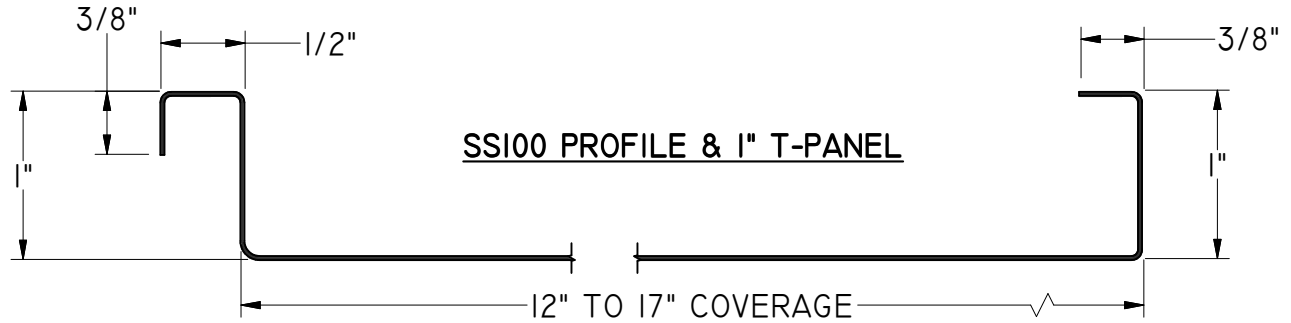 3/8"
1/2"
3/8"
SS100 PROFILE & 1" T-PANEL
1"
1"
12" TO 17" COVERAGE